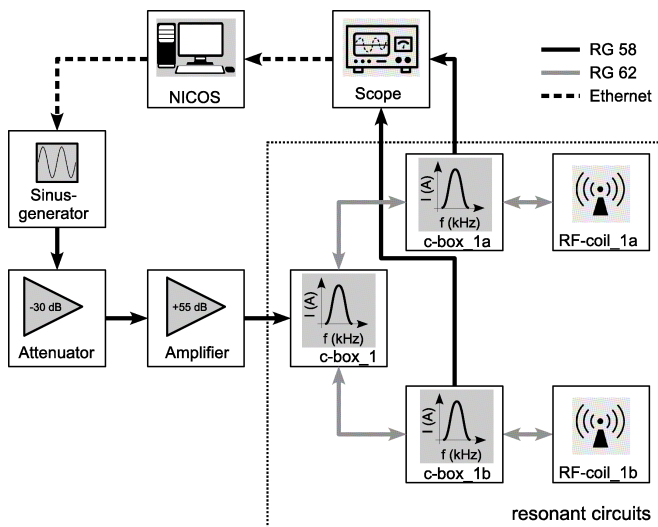 NICOS
Scope
RG 58
RG 62
Ethernet
Sinus-
generator
I (A)
f (kHz)
c-box_1a
RF-coil_1a
-30 dB
Attenuator
+55 dB
Amplifier
I (A)
f (kHz)
c-box_1
I (A)
f (kHz)
c-box_1b
RF-coil_1b
resonant circuits